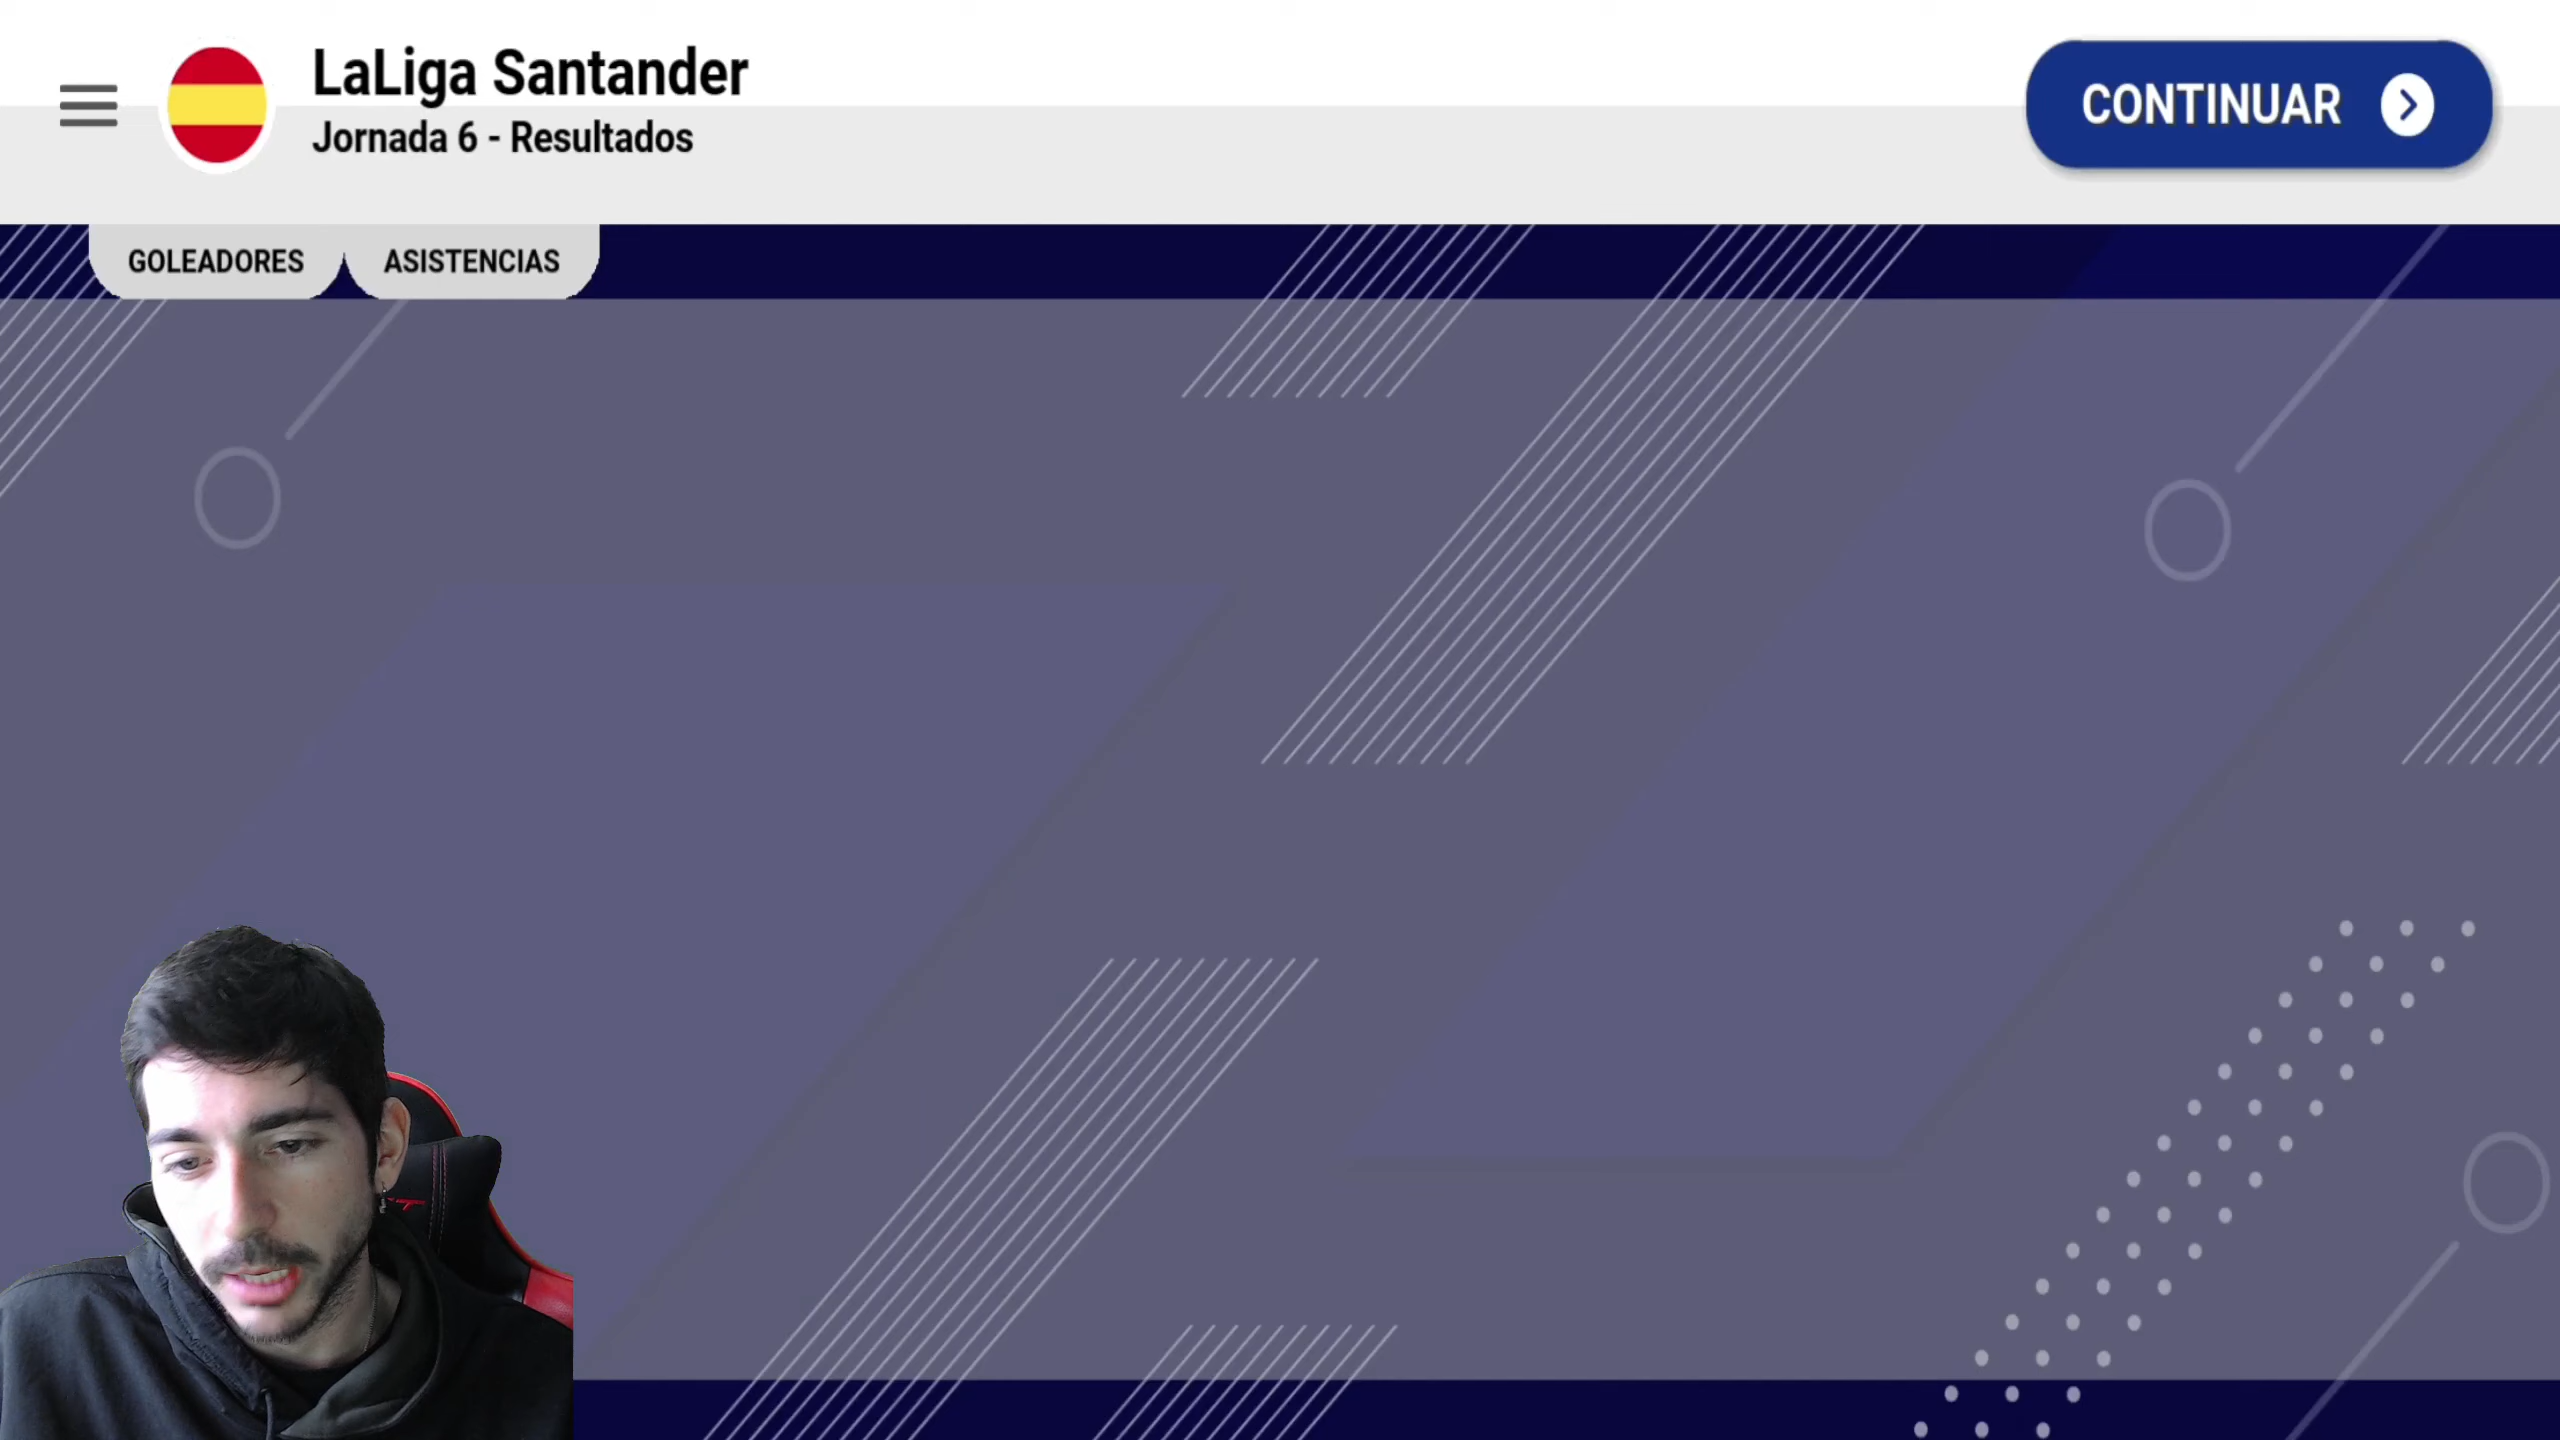 LaLiga Santander
Jornada 6 - Resultados
CONTINUAR
GOLEADORES
ASISTENCIAS